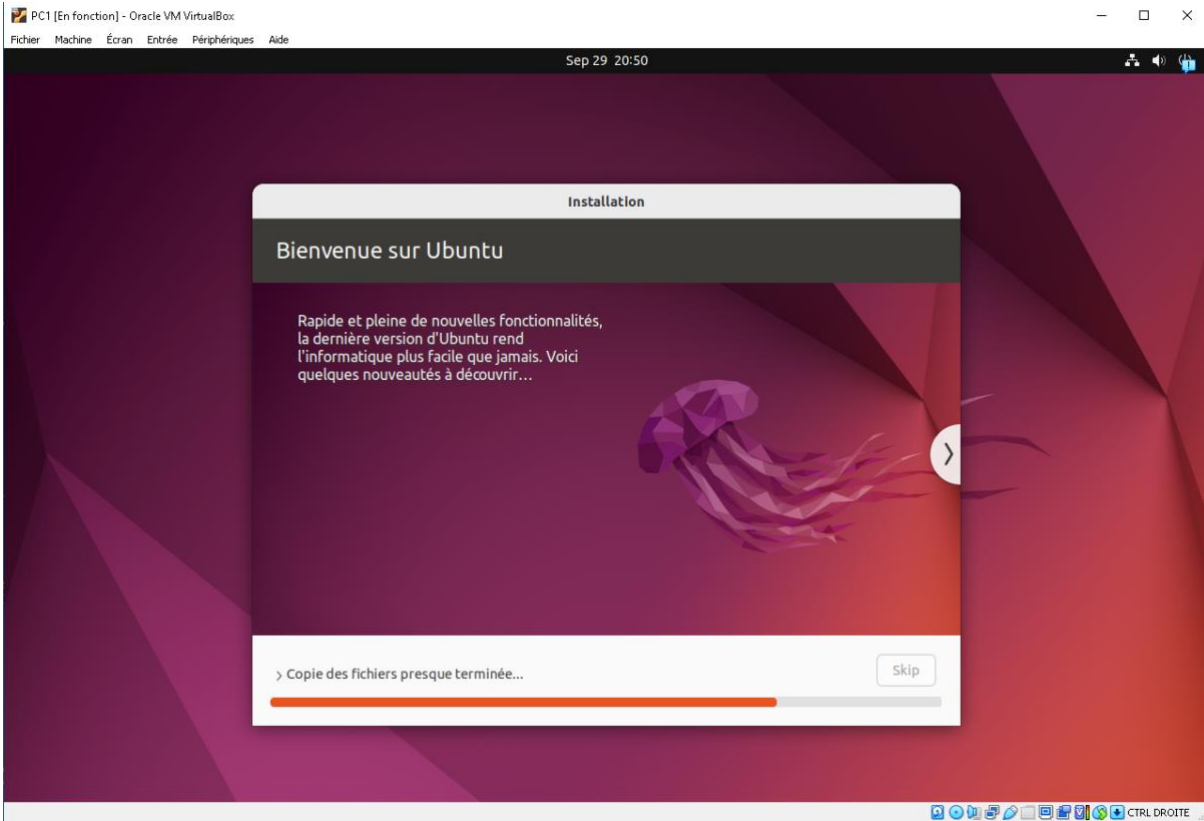 PC1 [En fonction] - Oracle VM VirtualBox
Fichier Machine Écran Entrée Périphériques Aide
Sep 29 20:50
Installation
Bienvenue sur Ubuntu
Rapide et pleine de nouvelles fonctionnalités,
la dernière version d'Ubuntu rend
l'informatique plus facile que jamais. Voici
quelques nouveautés à découvrir…
Copie des fichiers presque terminée...
Skip
CTRL DROITE